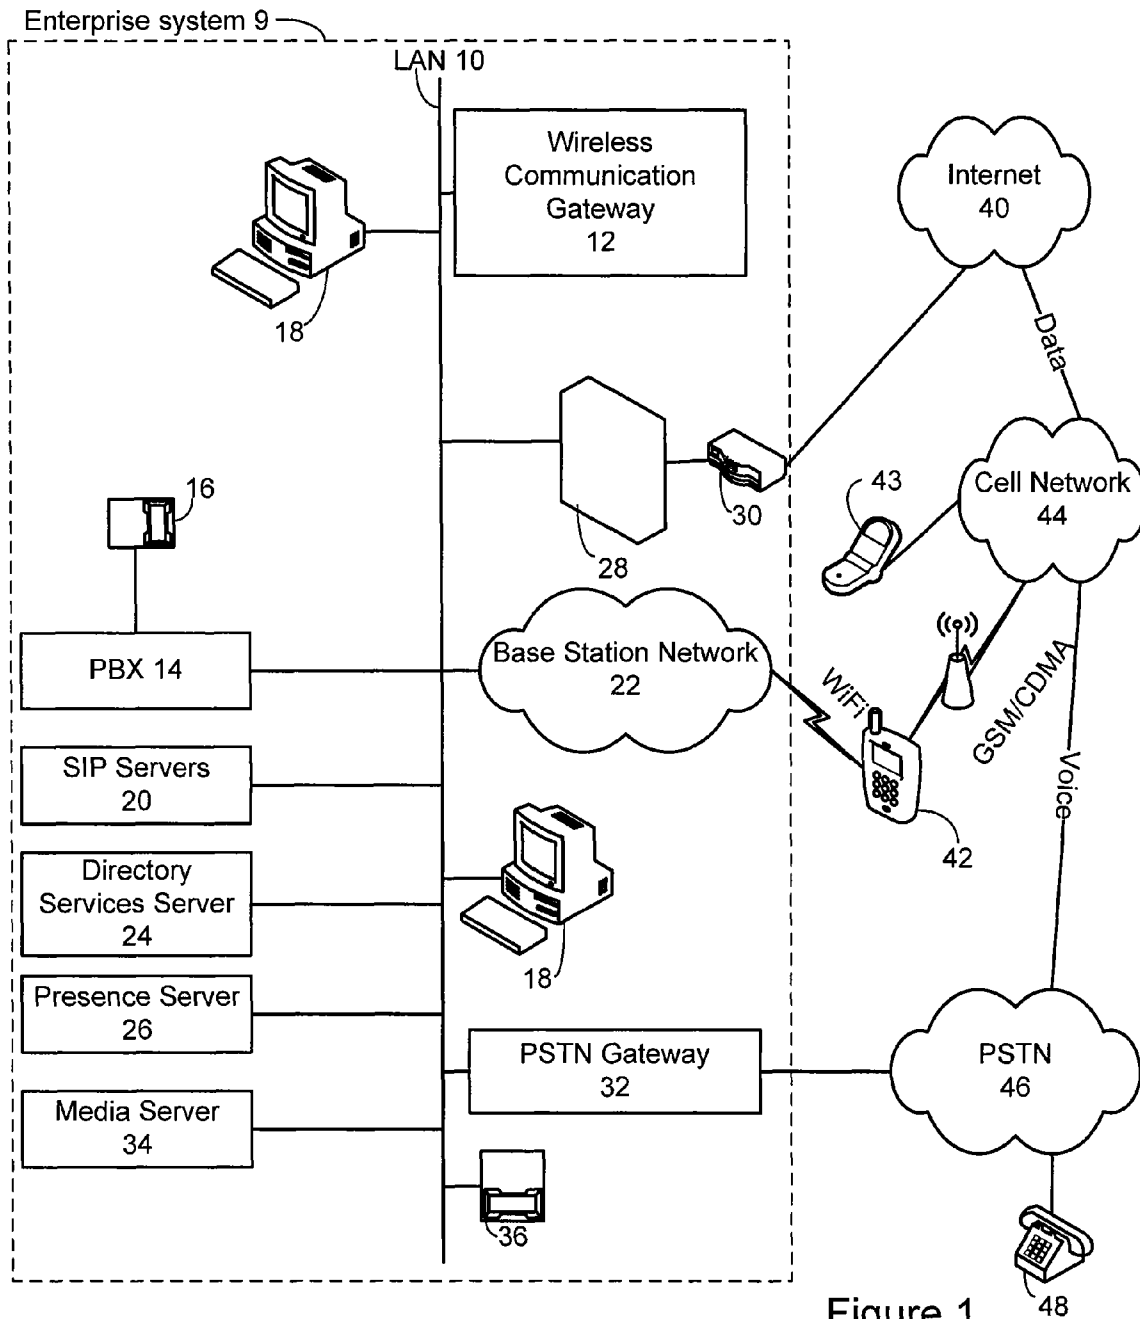 Enterprise system 9
LAN 10
Wireless
Communication
Gateway
12
Internet
40
18
Data
16
30
43
Cell Network
44
28
PBX 14
Base Station Network
22
WiFi
GSM/CDMA
SIP Servers
20
Voice
42
Directory
Services Server
24
18
Presence Server
26
PSTN Gateway
32
PSTN
46
Media Server
34
36
48
Figure 1